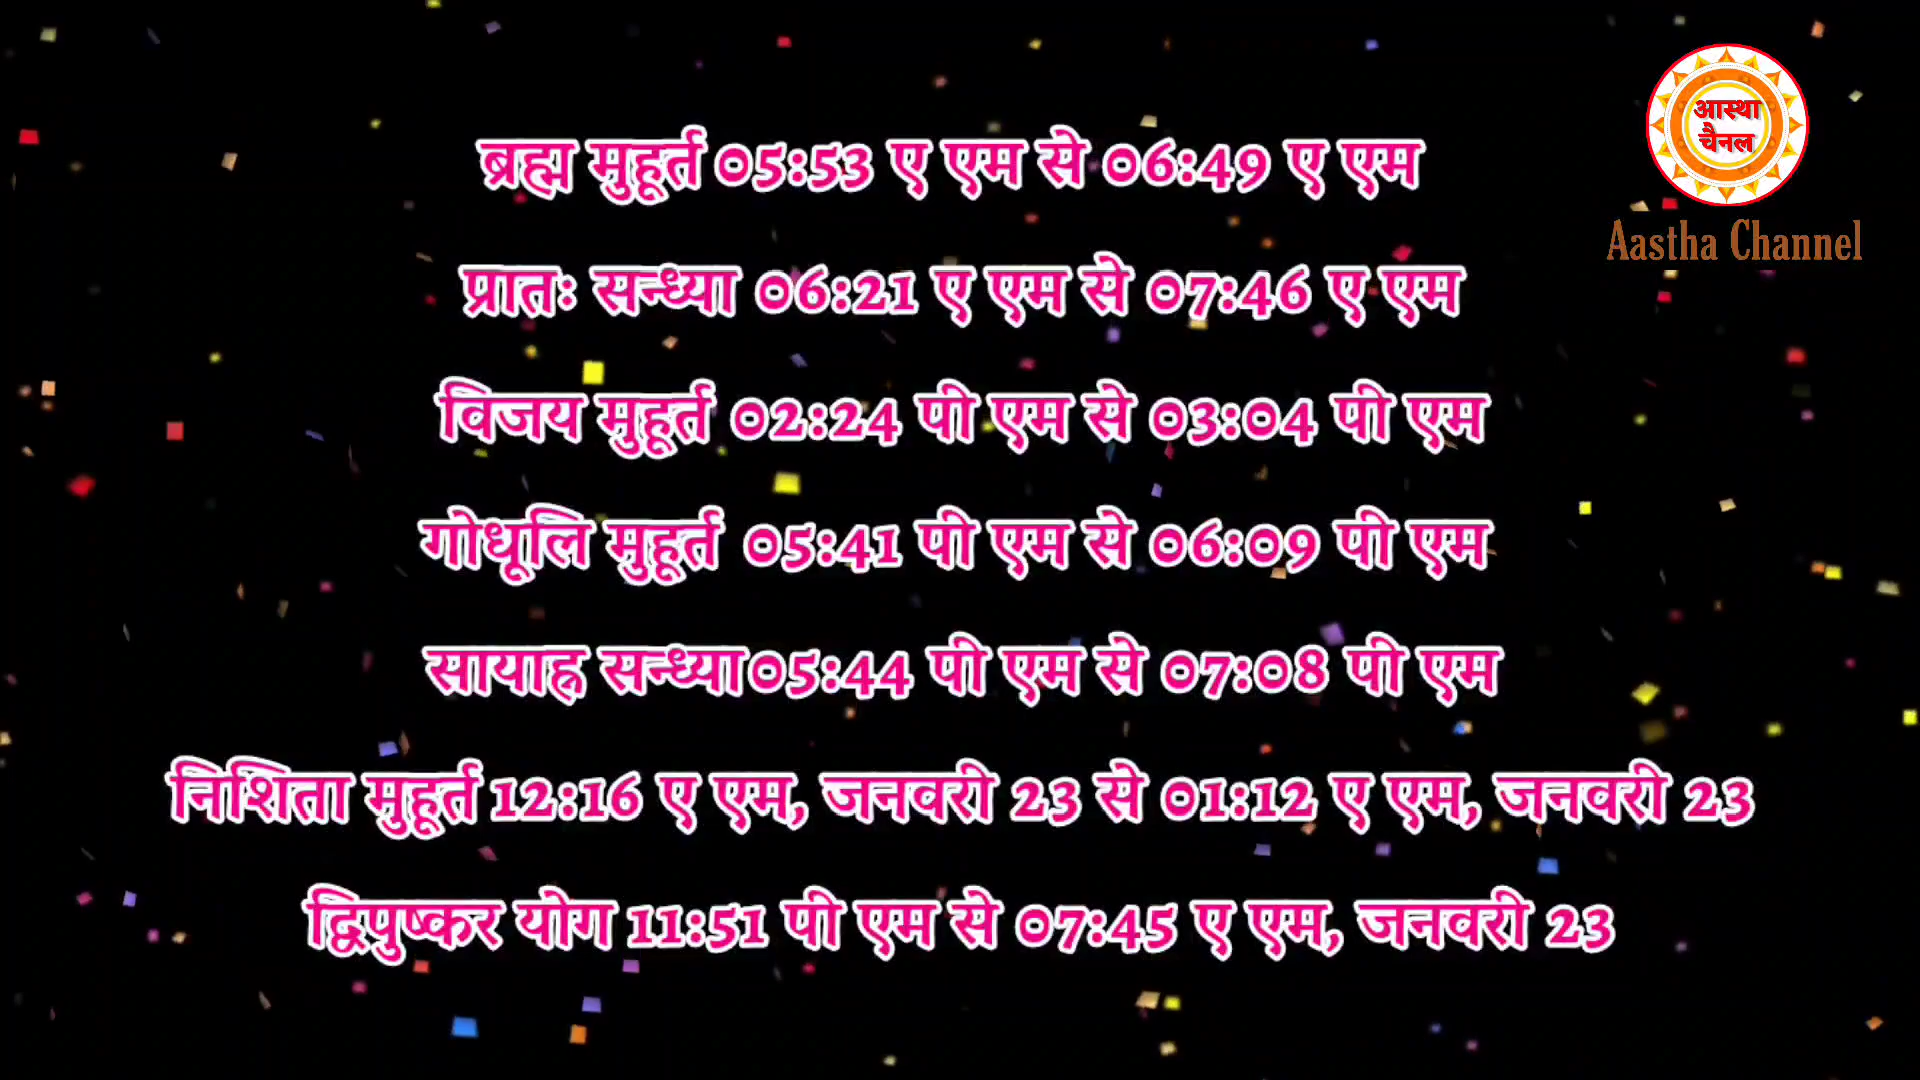 आस्था
चैनल
Aastha Channel
ब्रह्म मुहूर्त 05:53 ए एम से 06:49 ए एम
प्रातः सन्ध्या 06:21 ए एम से 07:46 ए एम
विजय मुहूर्त 02:24 पी एम से 03:04 पी एम
गोधूलि मुहूर्त 05:41 पी एम से 06:09 पी एम
सायाह्न सन्ध्या05:44 पी एम से 07:08 पी एम
निशिता मुहूर्त 12:16 ए एम, जनवरी 23 से 01:12 ए एम, जनवरी 23
द्विपुष्कर योग 11:51 पी एम से 07:45 ए एम, जनवरी 23